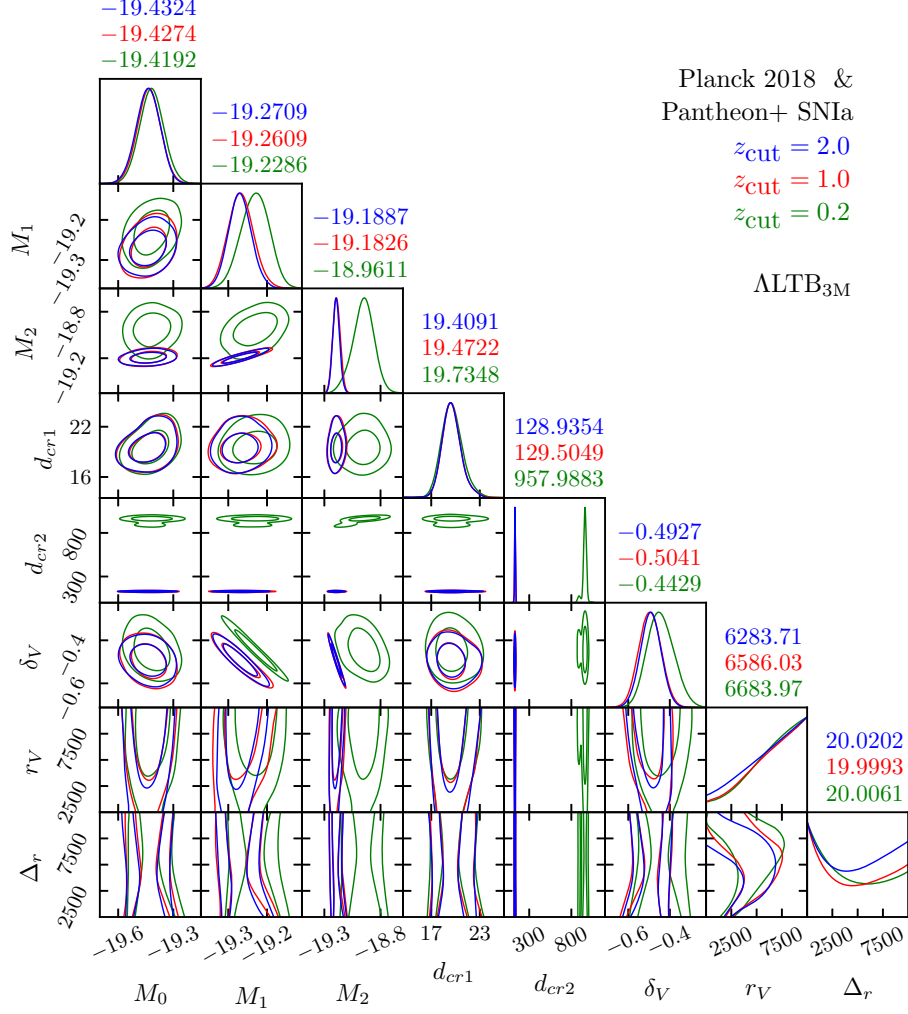 −19.4324
−19.4274
−19.4192
Planck 2018 &
Pantheon+ SNIa
z_cut = 2.0
z_cut = 1.0
z_cut = 0.2
ΛLTB_3M
−19.2709
−19.2609
−19.2286
−19.1887
−19.1826
−18.9611
19.4091
19.4722
19.7348
128.9354
129.5049
957.9883
−0.4927
−0.5041
−0.4429
6283.71
6586.03
6683.97
20.0202
19.9993
20.0061
M_1
−19.2
−19.3
M_2
−18.8
−19.2
d_cr1
22
16
d_cr2
800
300
δ_V
−0.4
−0.6
r_V
7500
2500
Δ_r
7500
2500
−19.6 −19.3 −19.3 −19.2 −19.3 −18.8 17 23 300 800 −0.6 −0.4 2500 7500 2500 7500
M_0 M_1 M_2 d_cr1 d_cr2 δ_V r_V Δ_r